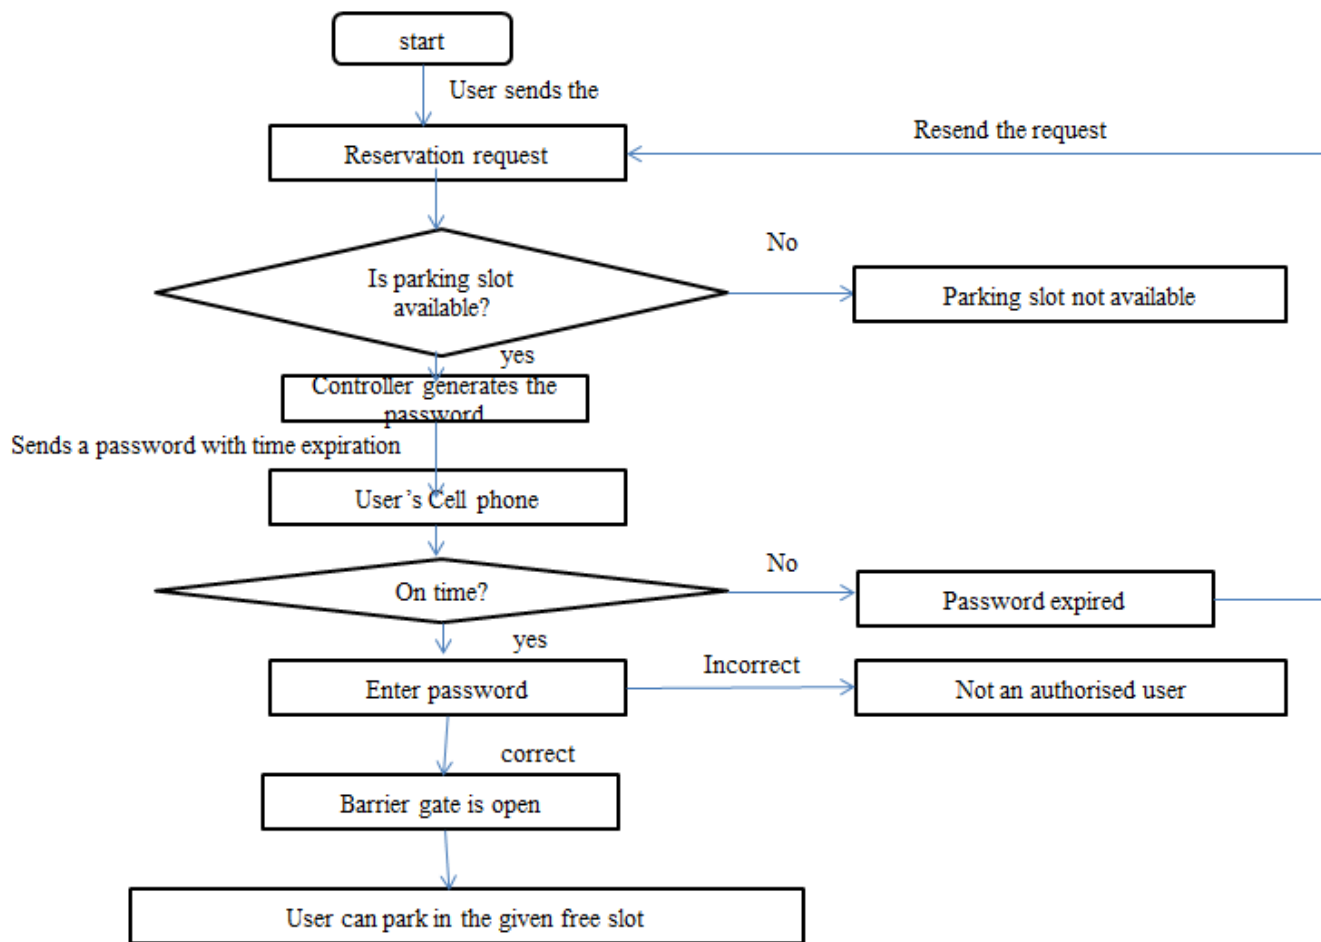 start
User sends the
Resend the request
Reservation request
No
Is parking slot
available?
Parking slot not available
yes
Controller generates the
password
Sends a password with time expiration
User's Cell phone
No
On time?
Password expired
yes
Incorrect
Enter password
Not an authorised user
correct
Barrier gate is open
User can park in the given free slot